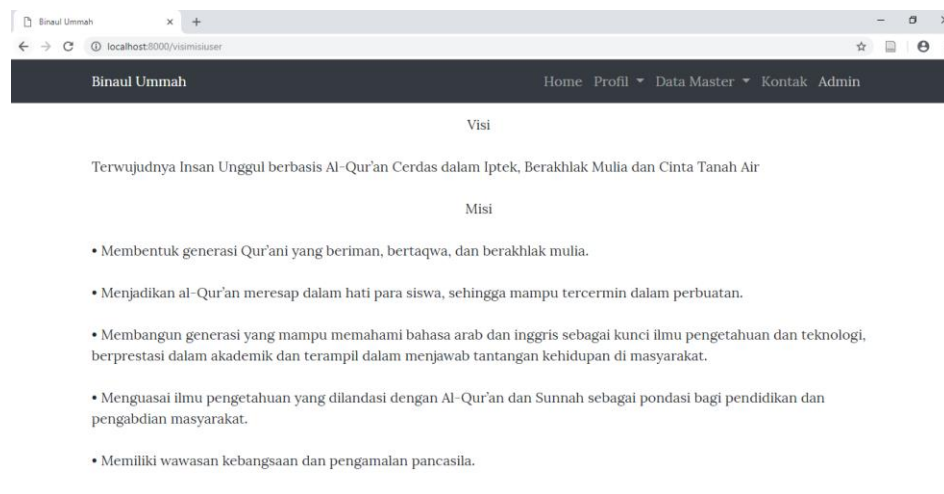 Binaul Ummah
localhost:8000/visimisiuser
Binaul Ummah
Home Profil Data Master Kontak Admin
Visi
Terwujudnya Insan Unggul berbasis Al-Qur'an Cerdas dalam Iptek, Berakhlak Mulia dan Cinta Tanah Air
Misi
• Membentuk generasi Qur'ani yang beriman, bertaqwa, dan berakhlak mulia.
• Menjadikan al-Qur'an meresap dalam hati para siswa, sehingga mampu tercermin dalam perbuatan.
• Membangun generasi yang mampu memahami bahasa arab dan inggris sebagai kunci ilmu pengetahuan dan teknologi,
berprestasi dalam akademik dan terampil dalam menjawab tantangan kehidupan di masyarakat.
• Menguasai ilmu pengetahuan yang dilandasi dengan Al-Qur'an dan Sunnah sebagai pondasi bagi pendidikan dan
pengabdian masyarakat.
• Memiliki wawasan kebangsaan dan pengamalan pancasila.